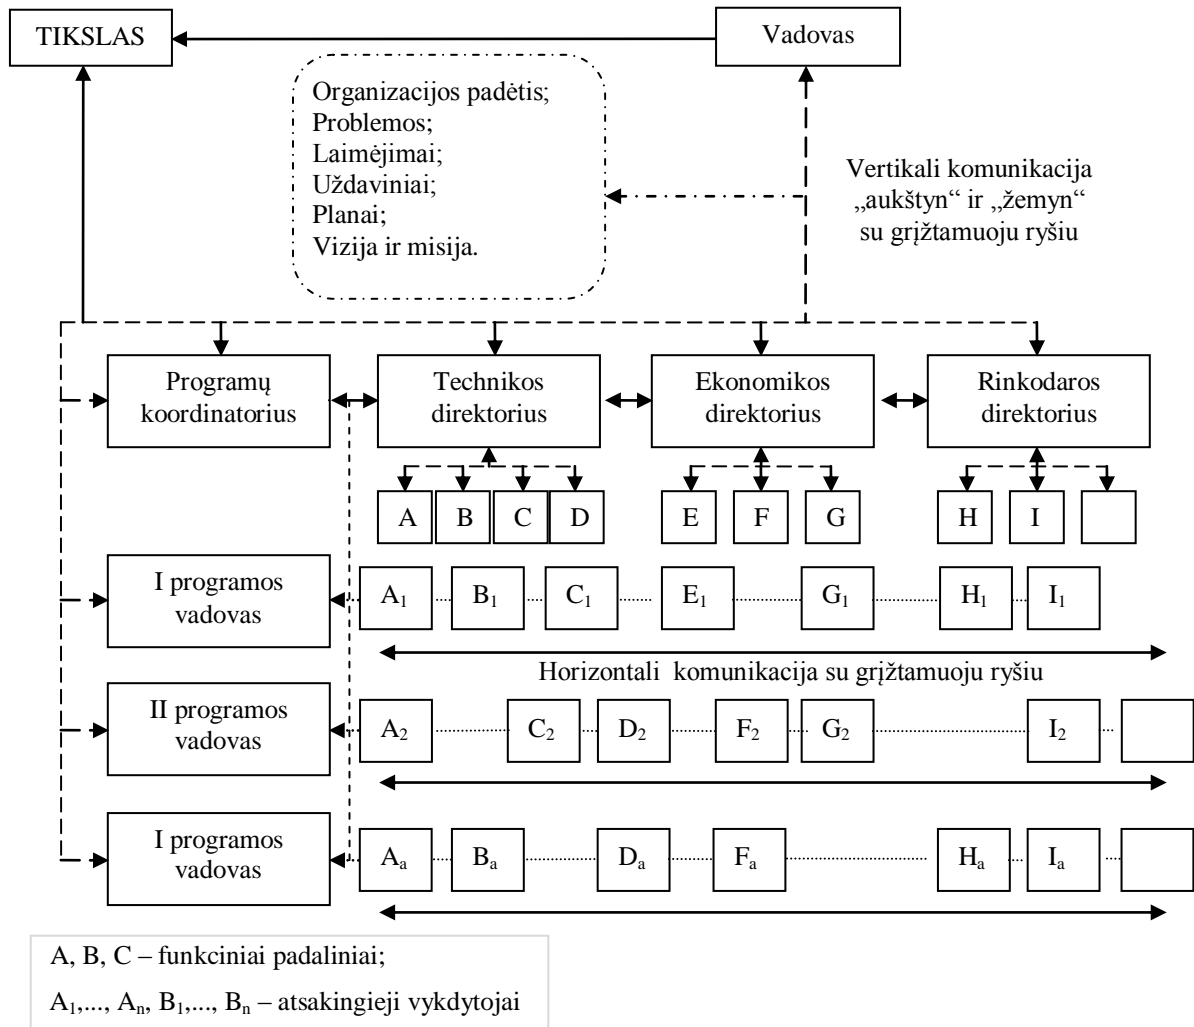 TIKSLAS
Vadovas
Organizacijos padėtis;
Problemos;
Laimėjimai;
Uždaviniai;
Planai;
Vizija ir misija.
Vertikali komunikacija
„aukštyn“ ir „žemyn“
su grįžtamuoju ryšiu
Programų
koordinatorius
Technikos
direktorius
Ekonomikos
direktorius
Rinkodaros
direktorius
A B C D E F G H I
I programos
vadovas
A₁ B₁ C₁ E₁ G₁ H₁ I₁
Horizontali komunikacija su grįžtamuoju ryšiu
II programos
vadovas
A₂ C₂ D₂ F₂ G₂ I₂
I programos
vadovas
Aₐ Bₐ Dₐ Fₐ Hₐ Iₐ
A, B, C – funkciniai padaliniai;
A₁,..., Aₙ, B₁,..., Bₙ – atsakingieji vykdytojai